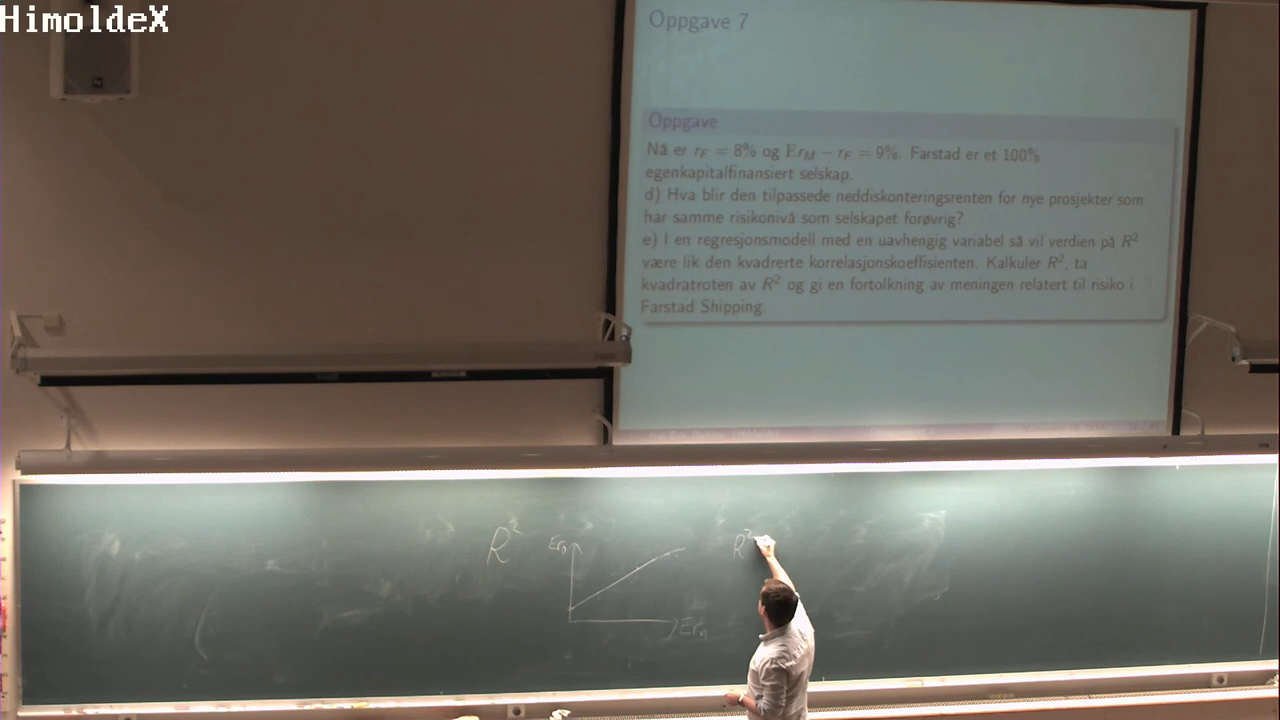 HimoldeX
Oppgave 7
Oppgave
Nå er r_F = 8% og Er_M − r_F = 9%. Farstad er et 100%
egenkapitalfinansiert selskap.
d) Hva blir den tilpassede neddiskonteringsrenten for nye prosjekter som
har samme risikonivå som selskapet forøvrig?
e) I en regresjonsmodell med en uavhengig variabel så vil verdien på R²
være lik den kvadrerte korrelasjonskoeffisienten. Kalkuler R², ta
kvadratroten av R² og gi en fortolkning av meningen relatert til risiko i
Farstad Shipping.
R²
R²